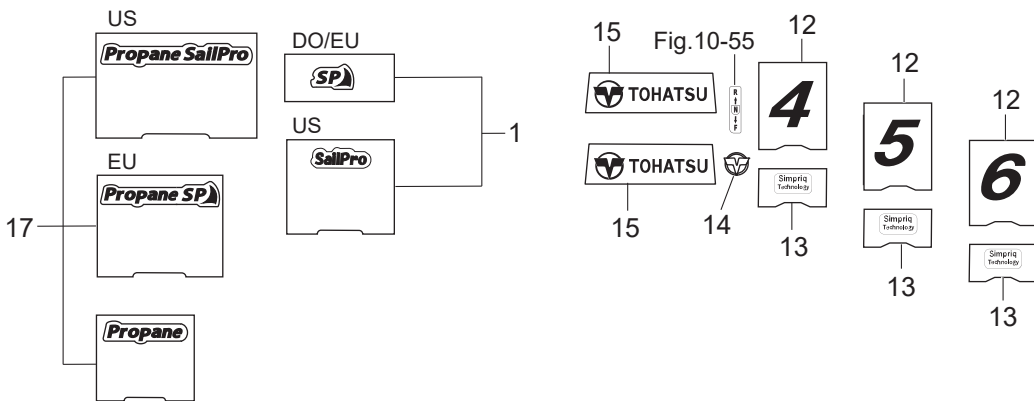 US
Propane SailPro
DO/EU
SP
US
SailPro
1
EU
Propane SP
17
Propane
15
TOHATSU
Fig.10-55
R
N
F
12
4
12
5
12
6
TOHATSU
15
14
Simpriq
Technology
13
Simpriq
Technology
13
Simpriq
Technology
13